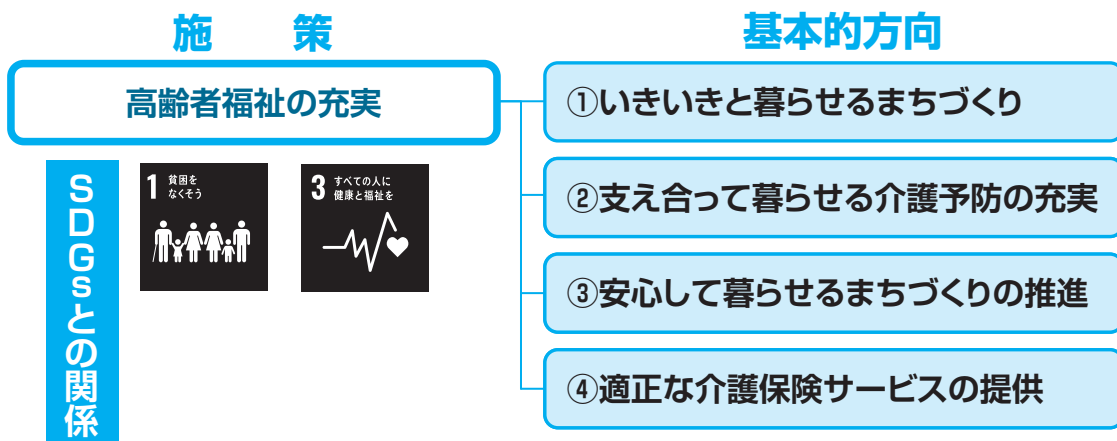 施策
高齢者福祉の充実
SDGsとの関係
1 貧困を
なくそう
3 すべての人に
健康と福祉を
基本的方向
①いきいきと暮らせるまちづくり
②支え合って暮らせる介護予防の充実
③安心して暮らせるまちづくりの推進
④適正な介護保険サービスの提供